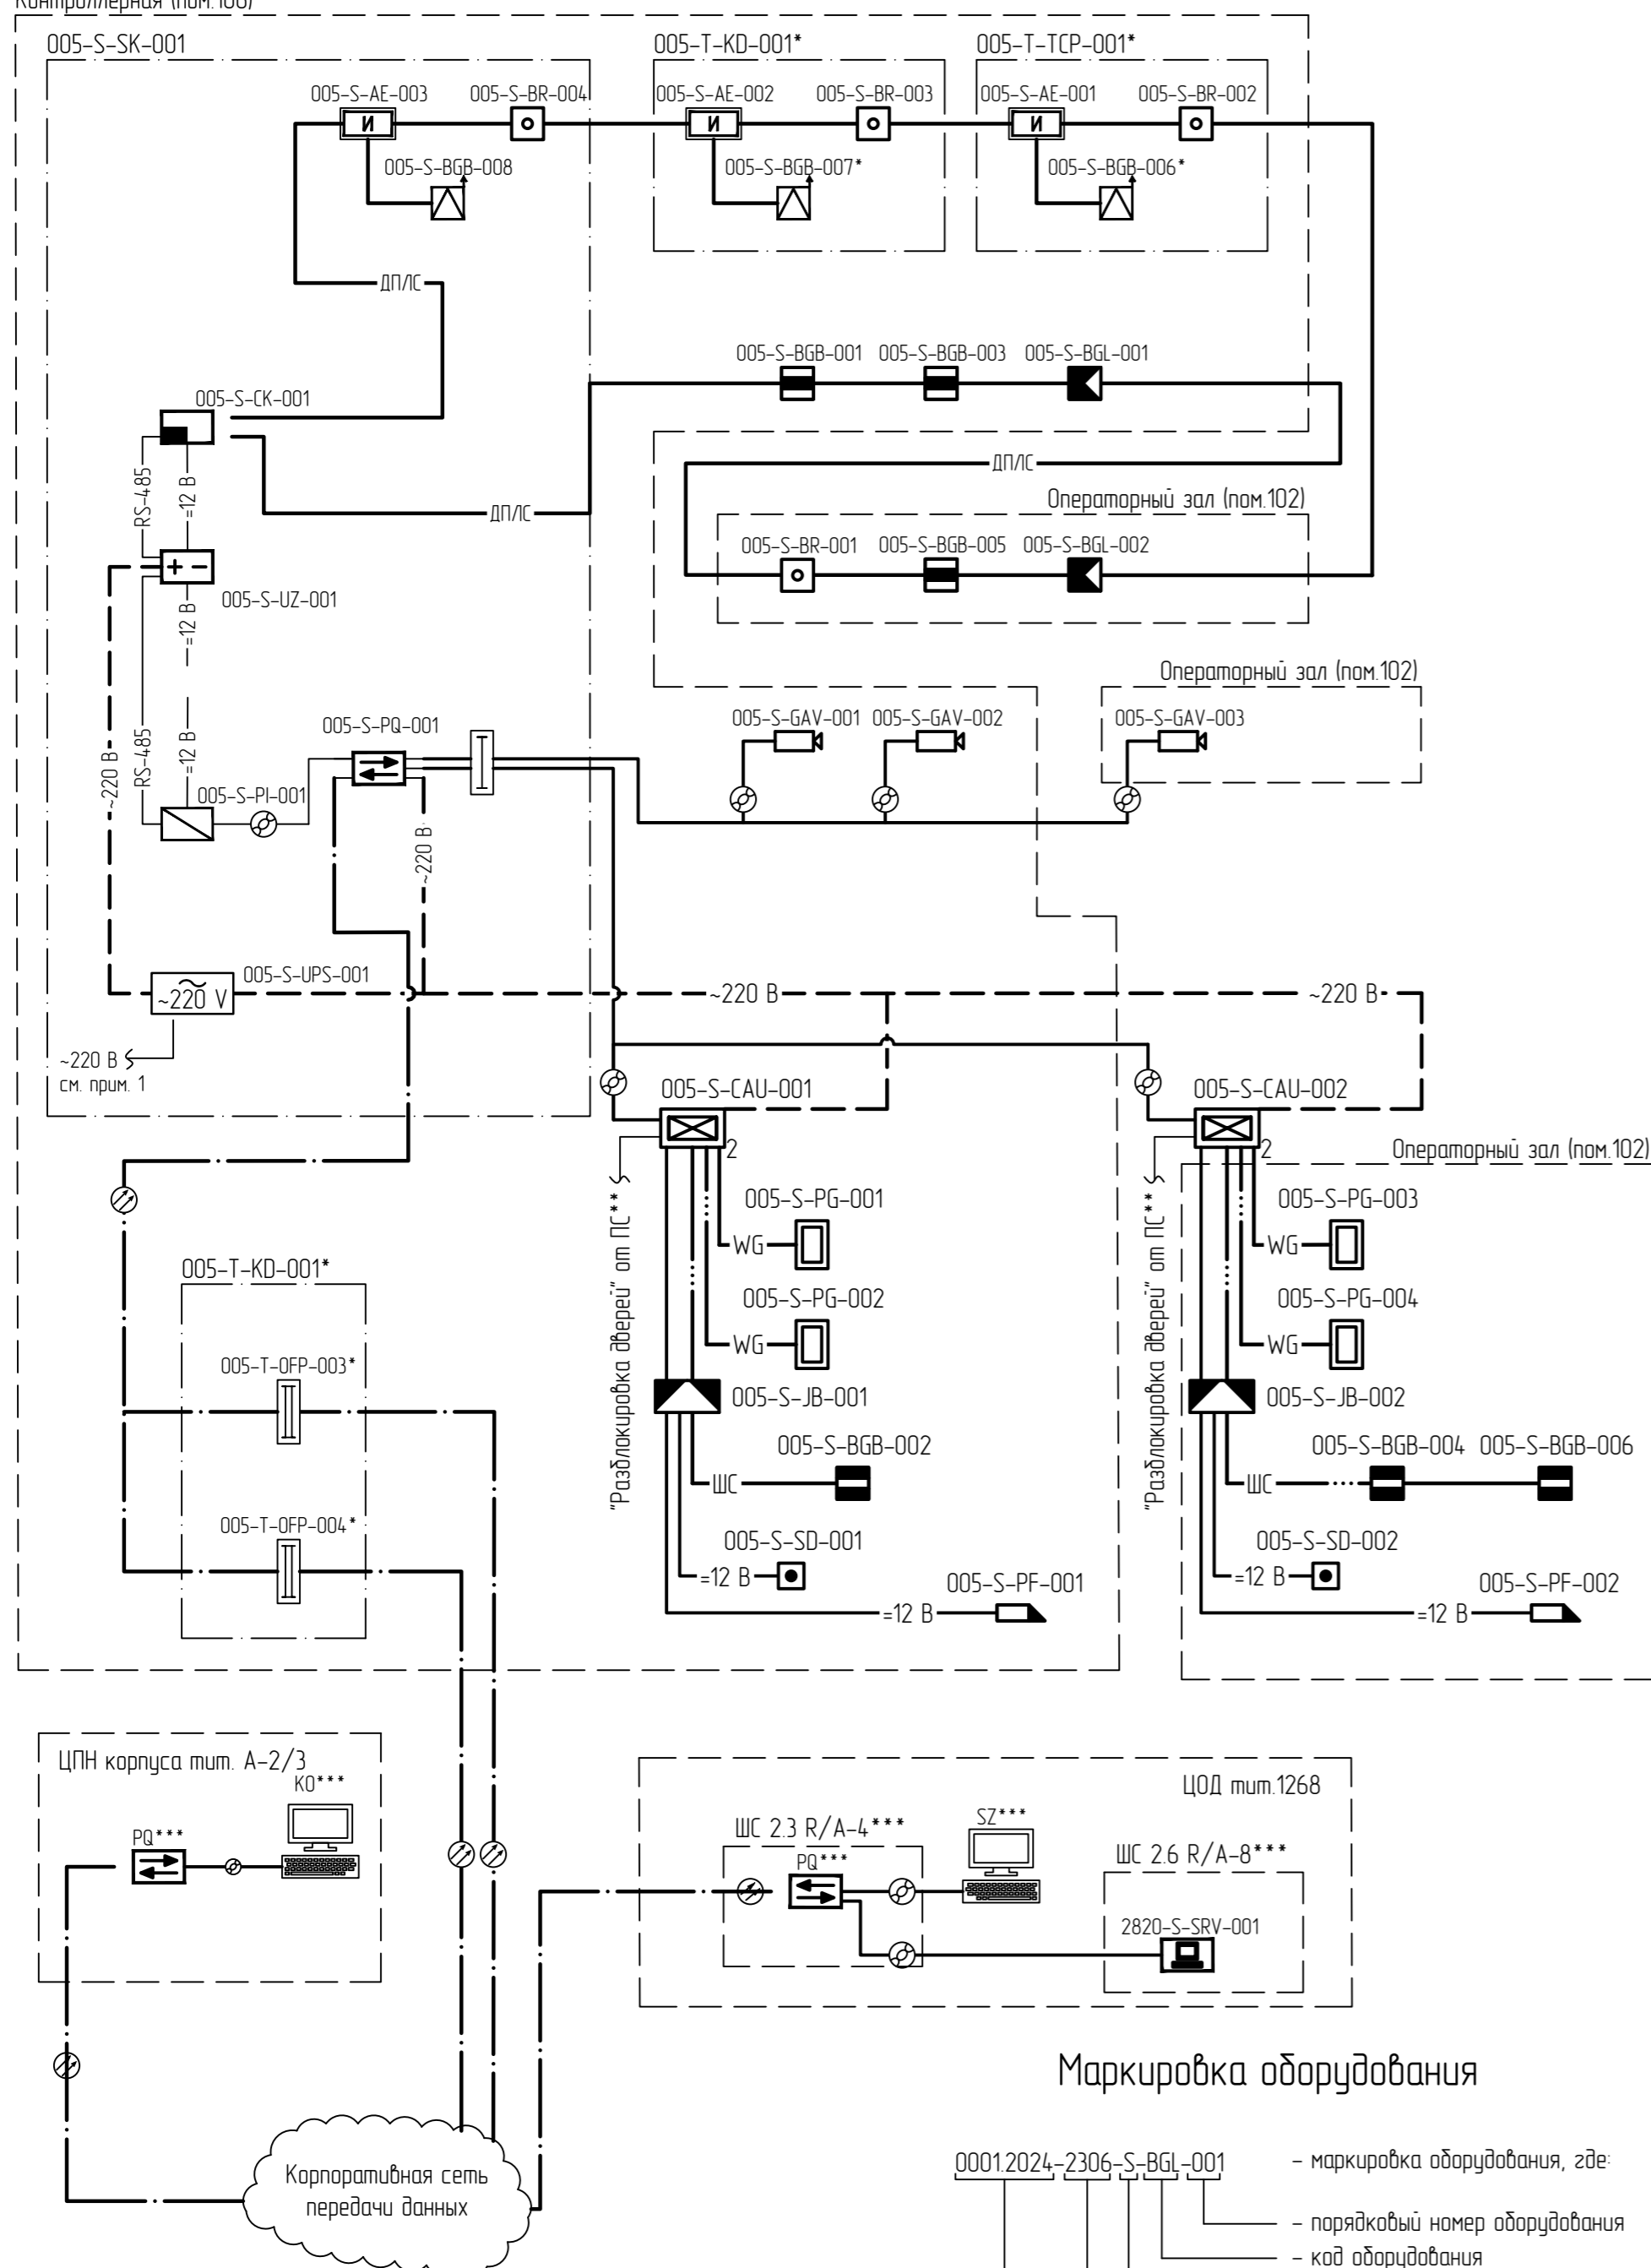 Контроллерная (пом.106)
005-S-SK-001
005-T-KD-001*
005-T-TCP-001*
005-S-AE-003
005-S-BR-004
005-S-AE-002
005-S-BR-003
005-S-AE-001
005-S-BR-002
И
И
И
005-S-BGB-008
005-S-BGB-007*
005-S-BGB-006*
ДПЛС
005-S-BGB-001
005-S-BGB-003
005-S-BGL-001
005-S-CK-001
ДПЛС
RS-485
=12 В
Операторный зал (пом.102)
ДПЛС
005-S-BR-001
005-S-BGB-005
005-S-BGL-002
005-S-UZ-001
=12 В
Операторный зал (пом.102)
005-S-PQ-001
005-S-GAV-001
005-S-GAV-002
005-S-GAV-003
~220 В
RS-485
=12 В
005-S-PI-001
~220 В
005-S-UPS-001
~220 V
~220 В
~220 В
~220 В
см. прим. 1
005-S-CAU-001
005-S-CAU-002
2
2
Операторный зал (пом.102)
"Разблокировка дверей" от ПС**
"Разблокировка дверей" от ПС**
005-S-PG-001
005-S-PG-003
WG
WG
005-T-KD-001*
005-S-PG-002
005-S-PG-004
WG
WG
005-T-OFP-003*
005-S-JB-001
005-S-JB-002
005-S-BGB-002
005-S-BGB-004
005-S-BGB-006
ШС
ШС
005-T-OFP-004*
005-S-SD-001
005-S-SD-002
=12 В
=12 В
005-S-PF-001
005-S-PF-002
=12 В
=12 В
ЦПН корпуса тит. А-2/3
КО***
PQ***
ЦОД тит.1268
ШС 2.3 R/A-4***
SZ***
PQ***
ШС 2.6 R/A-8***
2820-S-SRV-001
Маркировка оборудования
Корпоративная сеть
передачи данных
0001.2024-2306-S-BGL-001
- маркировка оборудования, где:
- порядковый номер оборудования
- код оборудования